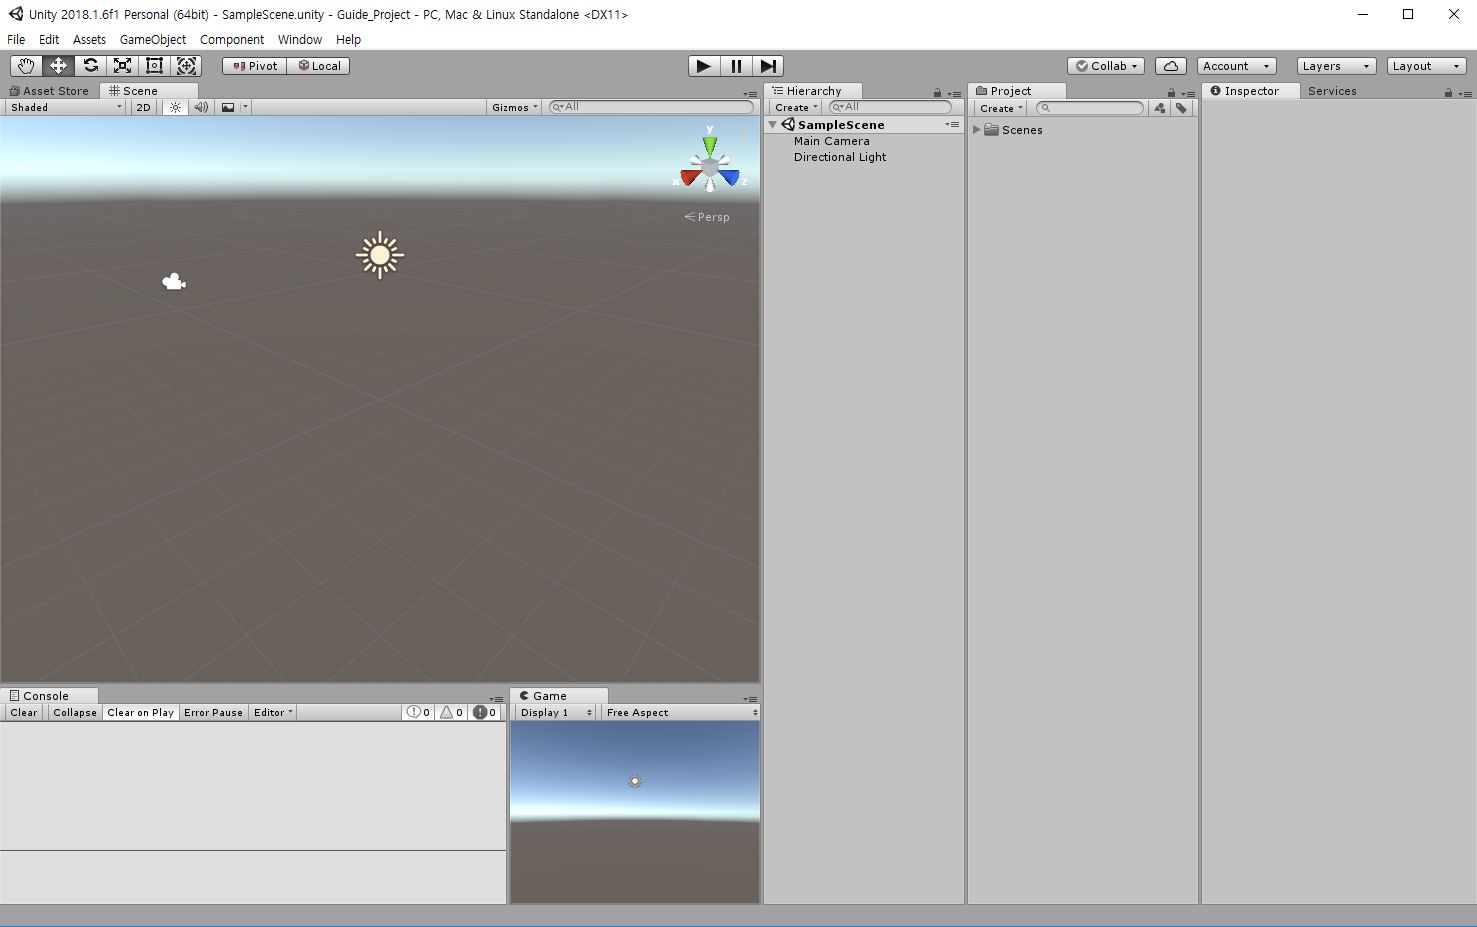 Unity 2018.1.6f1 Personal (64bit) - SampleScene.unity - Guide_Project - PC, Mac & Linux Standalone <DX11>
File Edit Assets GameObject Component Window Help
Pivot Local Collab Account Layers Layout
Asset Store Scene
Shaded 2D Gizmos All
y
x z
Persp
Hierarchy
Create All
SampleScene
Main Camera
Directional Light
Project
Create
Scenes
Inspector Services
Console
Clear Collapse Clear on Play Error Pause Editor 0 0 0
Game
Display 1 Free Aspect